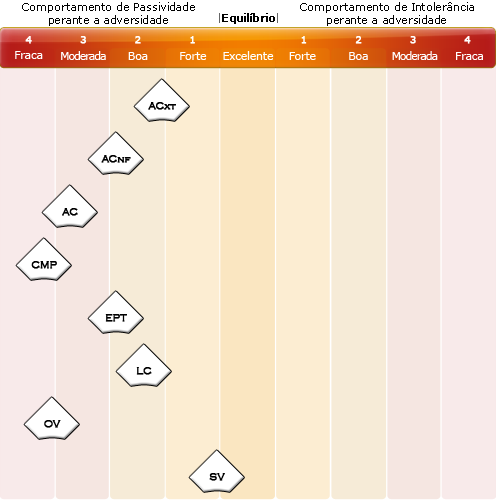 Comportamento de Passividade
perante a adversidade
|Equilíbrio|
Comportamento de Intolerância
perante a adversidade
4 3 2 1 1 2 3 4
Fraca Moderada Boa Forte Excelente Forte Boa Moderada Fraca
ACXT
ACNF
AC
CMP
EPT
LC
OV
SV